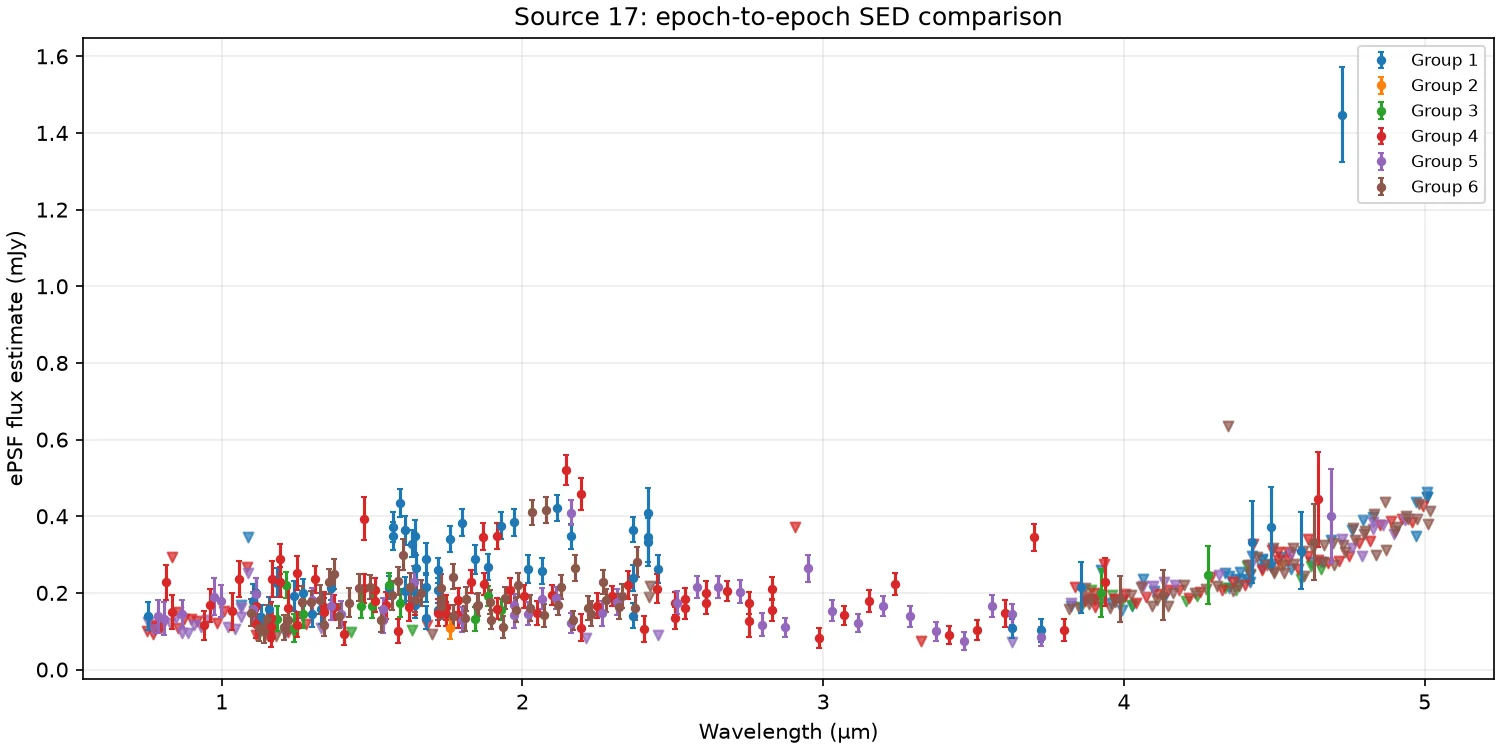 Source 17: epoch-to-epoch SED comparison
ePSF flux estimate (mJy)
1.6
1.4
1.2
1.0
0.8
0.6
0.4
0.2
0.0
Group 1
Group 2
Group 3
Group 4
Group 5
Group 6
1 2 3 4 5
Wavelength (μm)